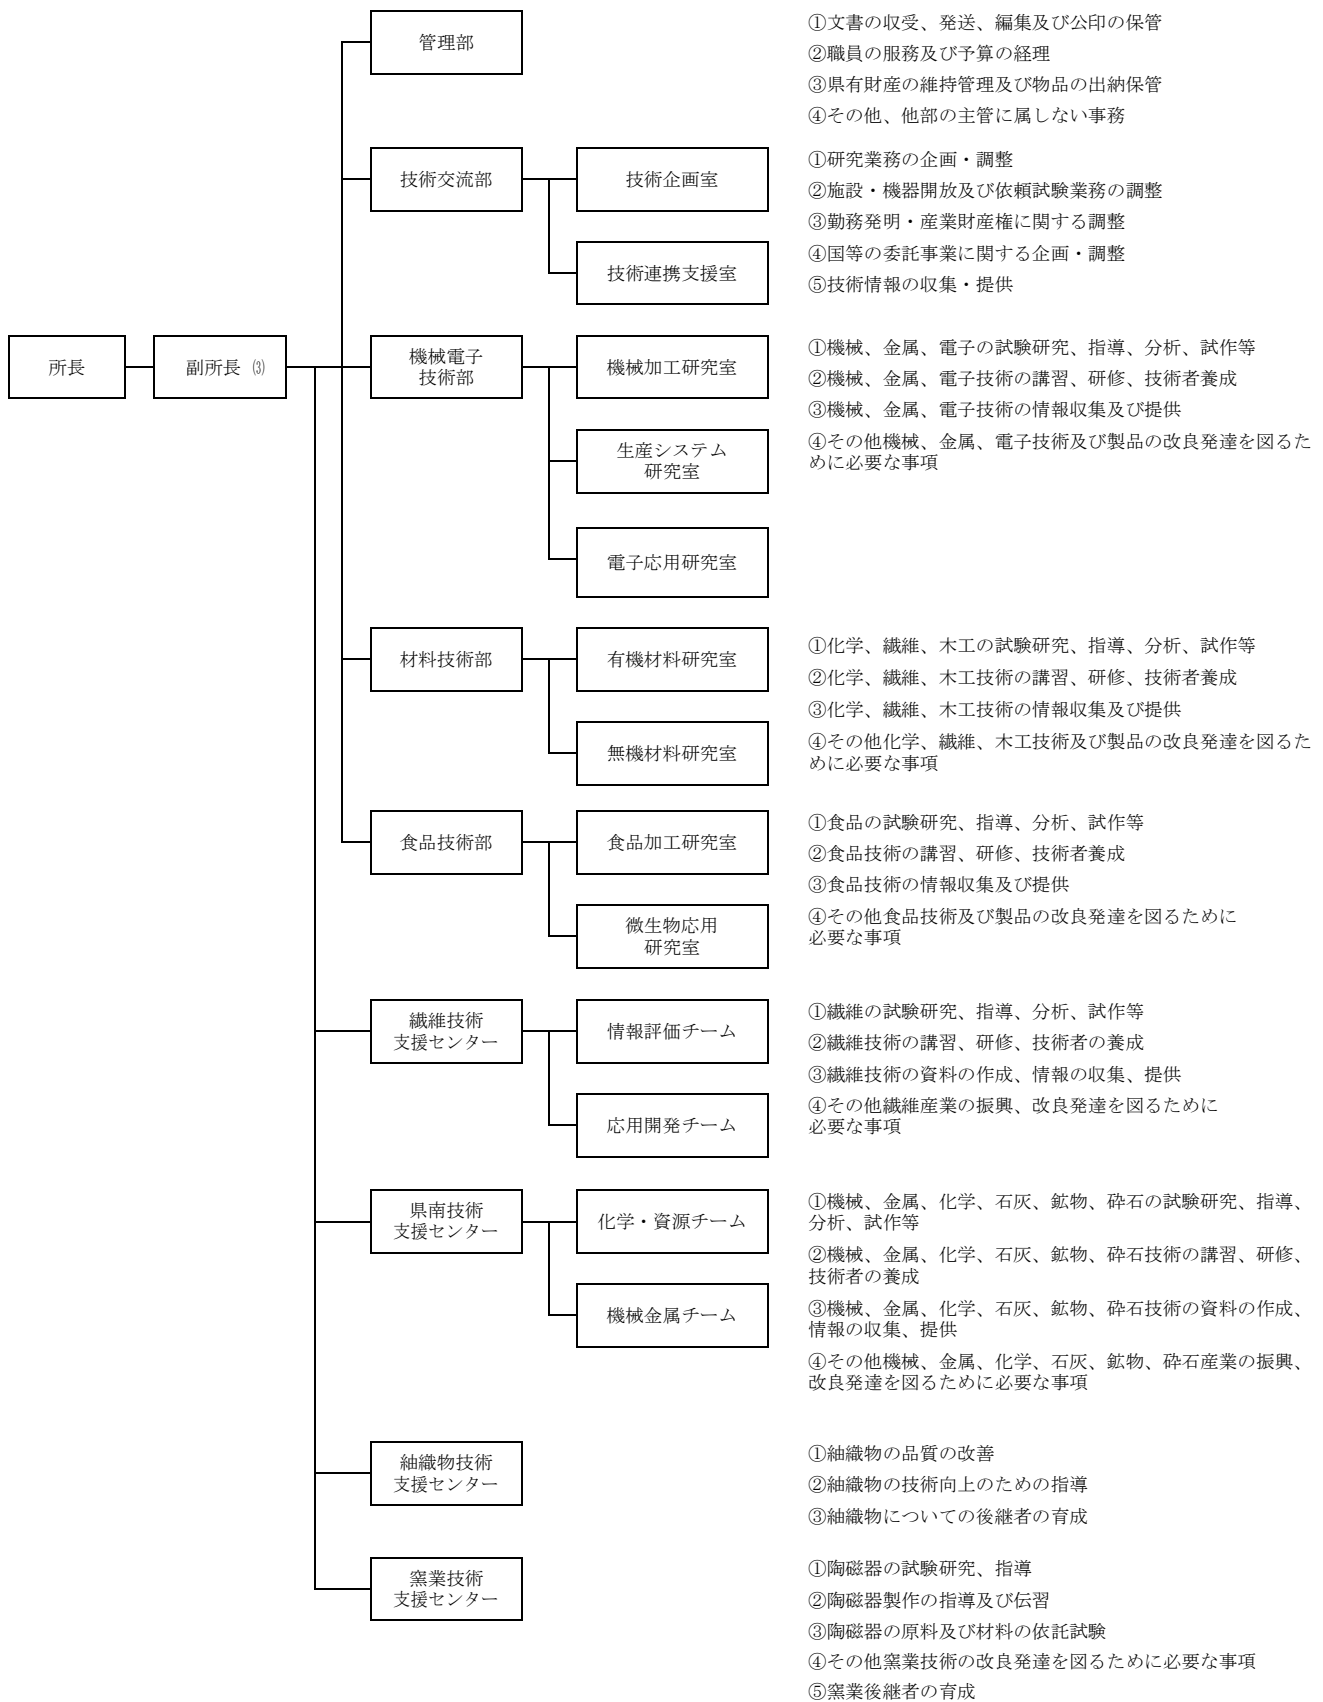 管理部
①文書の収受、発送、編集及び公印の保管
②職員の服務及び予算の経理
③県有財産の維持管理及び物品の出納保管
④その他、他部の主管に属しない事務
技術交流部
技術企画室
技術連携支援室
①研究業務の企画・調整
②施設・機器開放及び依頼試験業務の調整
③勤務発明・産業財産権に関する調整
④国等の委託事業に関する企画・調整
⑤技術情報の収集・提供
所長
副所長 ⑶
機械電子
技術部
機械加工研究室
生産システム
研究室
電子応用研究室
①機械、金属、電子の試験研究、指導、分析、試作等
②機械、金属、電子技術の講習、研修、技術者養成
③機械、金属、電子技術の情報収集及び提供
④その他機械、金属、電子技術及び製品の改良発達を図るた
めに必要な事項
材料技術部
有機材料研究室
無機材料研究室
①化学、繊維、木工の試験研究、指導、分析、試作等
②化学、繊維、木工技術の講習、研修、技術者養成
③化学、繊維、木工技術の情報収集及び提供
④その他化学、繊維、木工技術及び製品の改良発達を図るた
めに必要な事項
食品技術部
食品加工研究室
微生物応用
研究室
①食品の試験研究、指導、分析、試作等
②食品技術の講習、研修、技術者養成
③食品技術の情報収集及び提供
④その他食品技術及び製品の改良発達を図るために
必要な事項
繊維技術
支援センター
情報評価チーム
応用開発チーム
①繊維の試験研究、指導、分析、試作等
②繊維技術の講習、研修、技術者の養成
③繊維技術の資料の作成、情報の収集、提供
④その他繊維産業の振興、改良発達を図るために
必要な事項
県南技術
支援センター
化学・資源チーム
機械金属チーム
①機械、金属、化学、石灰、鉱物、砕石の試験研究、指導、
分析、試作等
②機械、金属、化学、石灰、鉱物、砕石技術の講習、研修、
技術者の養成
③機械、金属、化学、石灰、鉱物、砕石技術の資料の作成、
情報の収集、提供
④その他機械、金属、化学、石灰、鉱物、砕石産業の振興、
改良発達を図るために必要な事項
紬織物技術
支援センター
①紬織物の品質の改善
②紬織物の技術向上のための指導
③紬織物についての後継者の育成
窯業技術
支援センター
①陶磁器の試験研究、指導
②陶磁器製作の指導及び伝習
③陶磁器の原料及び材料の依託試験
④その他窯業技術の改良発達を図るために必要な事項
⑤窯業後継者の育成